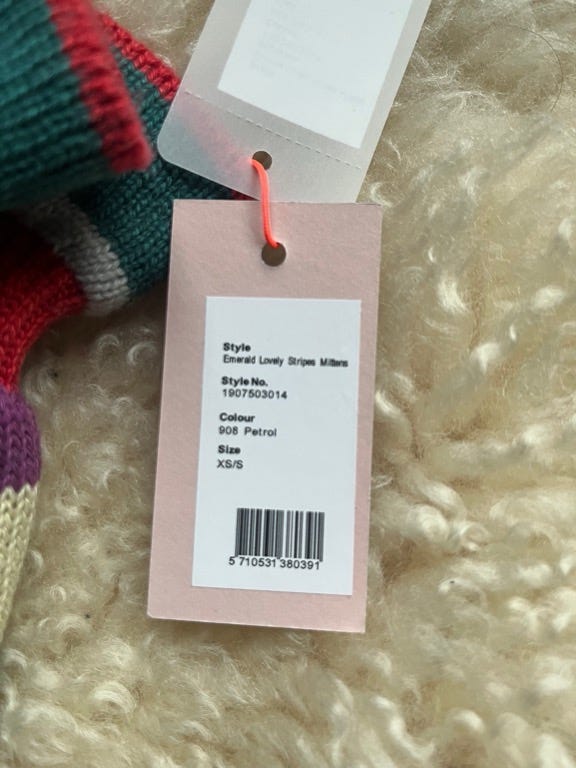 Style
Emerald Lovely Stripes Mittens
Style No.
1907503014
Colour
908 Petrol
Size
XS/S
5 710531 380391